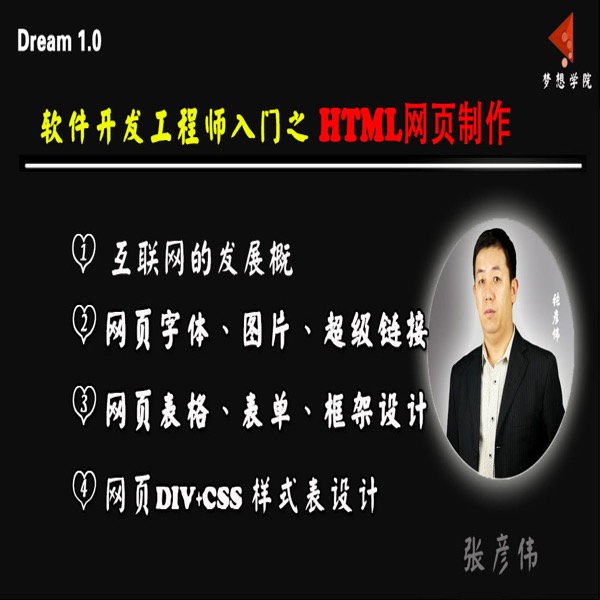 Dream 1.0
梦想学院
软件开发工程师入门之 HTML网页制作
1 互联网的发展概
2 网页字体、图片、超级链接
3 网页表格、表单、框架设计
4 网页DIV+CSS 样式表设计
张彦伟
张彦伟